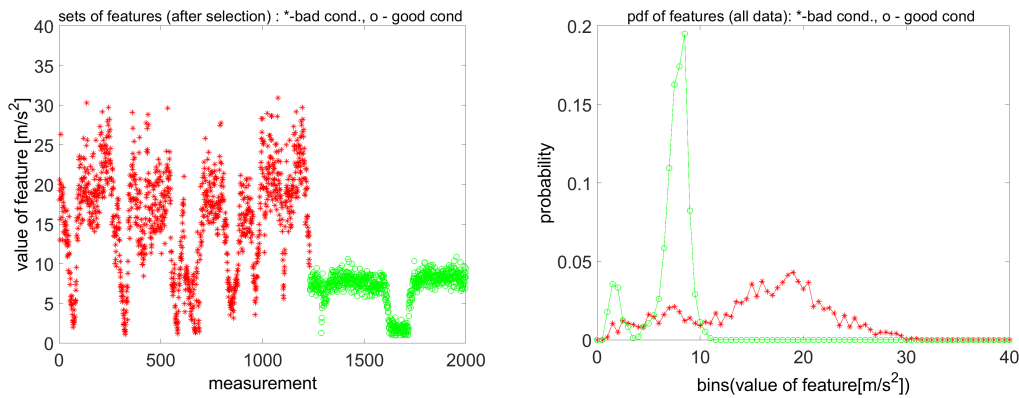 sets of features (after selection) : *-bad cond., o - good cond
40
35
30
25
20
15
10
5
0
value of feature [m/s²]
0 500 1000 1500 2000
measurement
pdf of features (all data): *-bad cond., o - good cond
0.2
0.15
0.1
0.05
0
probability
0 10 20 30 40
bins(value of feature[m/s²])